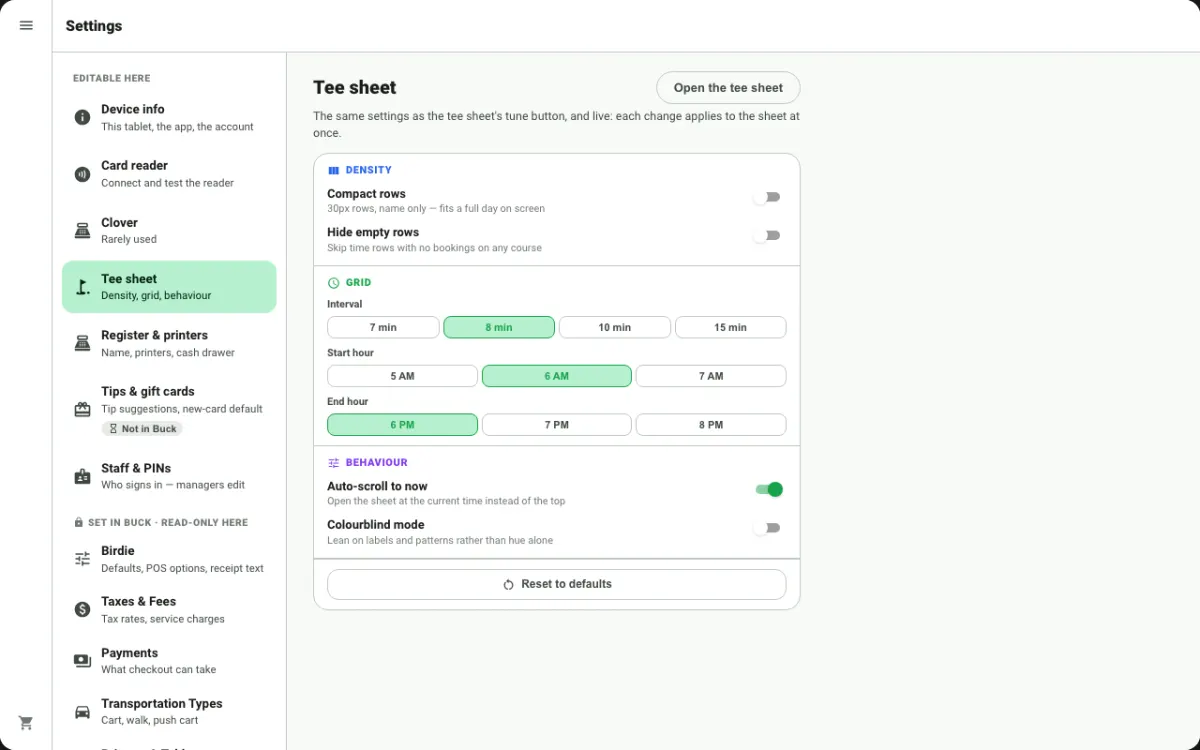 Settings
EDITABLE HERE
Device info
This tablet, the app, the account
Card reader
Connect and test the reader
Clover
Rarely used
Tee sheet
Density, grid, behaviour
Register & printers
Name, printers, cash drawer
Tips & gift cards
Tip suggestions, new-card default
Not in Buck
Staff & PINs
Who signs in — managers edit
SET IN BUCK · READ-ONLY HERE
Birdie
Defaults, POS options, receipt text
Taxes & Fees
Tax rates, service charges
Payments
What checkout can take
Transportation Types
Cart, walk, push cart
Tee sheet
Open the tee sheet
The same settings as the tee sheet's tune button, and live: each change applies to the sheet at
once.
DENSITY
Compact rows
30px rows, name only — fits a full day on screen
Hide empty rows
Skip time rows with no bookings on any course
GRID
Interval
7 min 8 min 10 min 15 min
Start hour
5 AM 6 AM 7 AM
End hour
6 PM 7 PM 8 PM
BEHAVIOUR
Auto-scroll to now
Open the sheet at the current time instead of the top
Colourblind mode
Lean on labels and patterns rather than hue alone
Reset to defaults